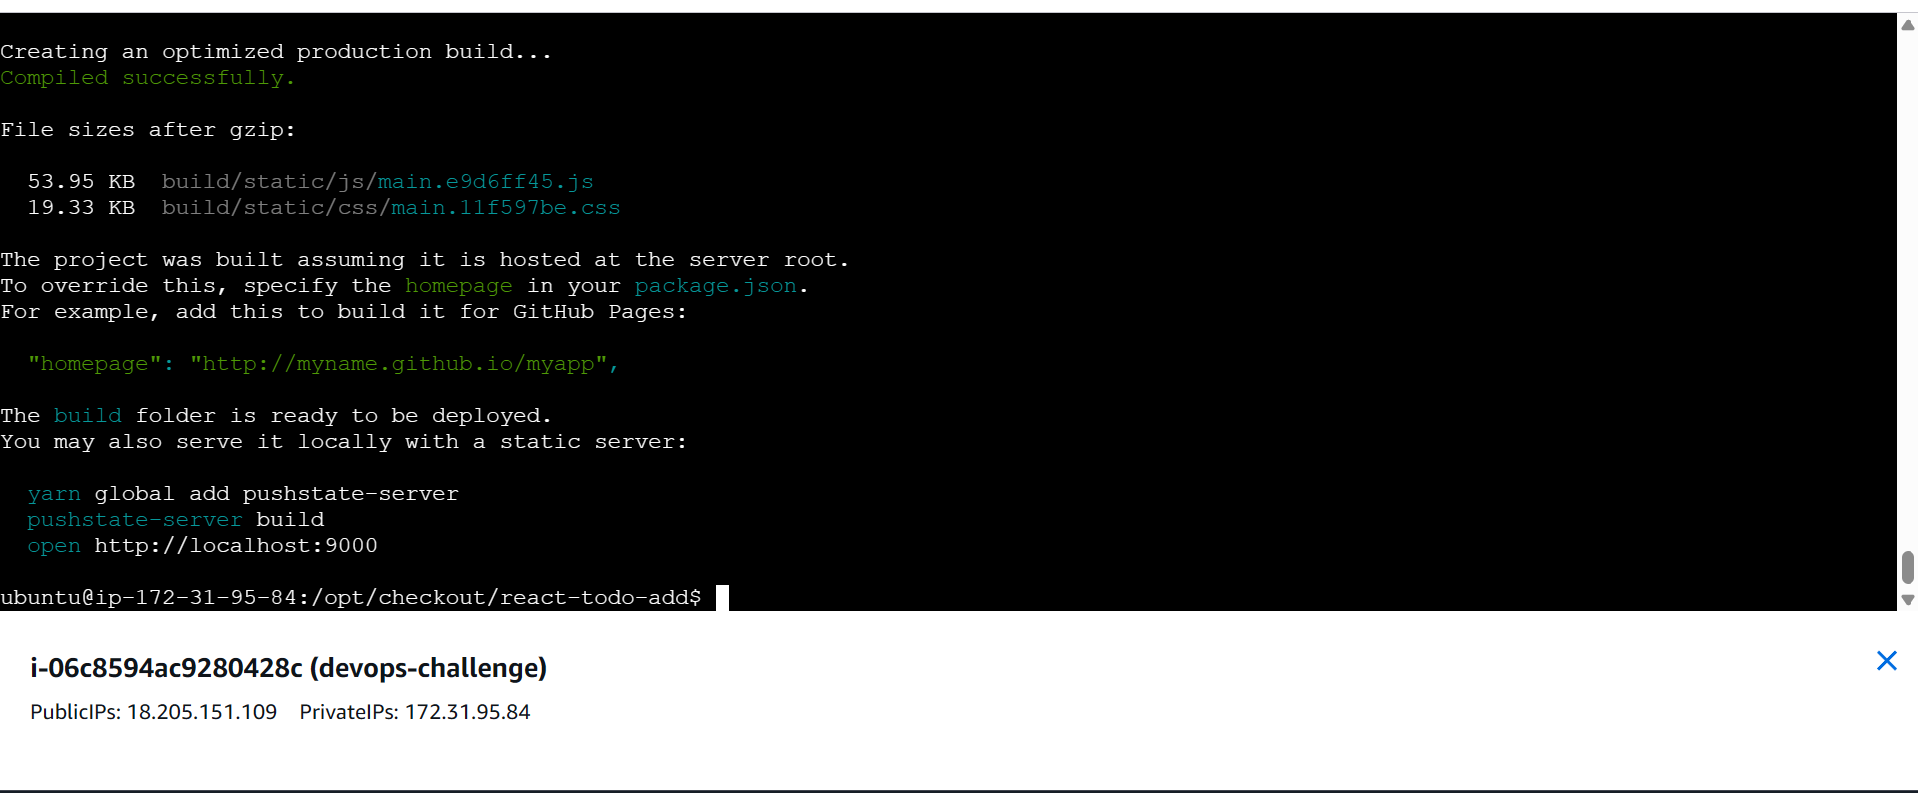 Creating an optimized production build...
Compiled successfully.
File sizes after gzip:
53.95 KB  build/static/js/main.e9d6ff45.js
19.33 KB  build/static/css/main.11f597be.css
The project was built assuming it is hosted at the server root.
To override this, specify the homepage in your package.json.
For example, add this to build it for GitHub Pages:
"homepage": "http://myname.github.io/myapp",
The build folder is ready to be deployed.
You may also serve it locally with a static server:
yarn global add pushstate-server
pushstate-server build
open http://localhost:9000
ubuntu@ip-172-31-95-84:/opt/checkout/react-todo-add$
i-06c8594ac9280428c (devops-challenge)
PublicIPs: 18.205.151.109    PrivateIPs: 172.31.95.84